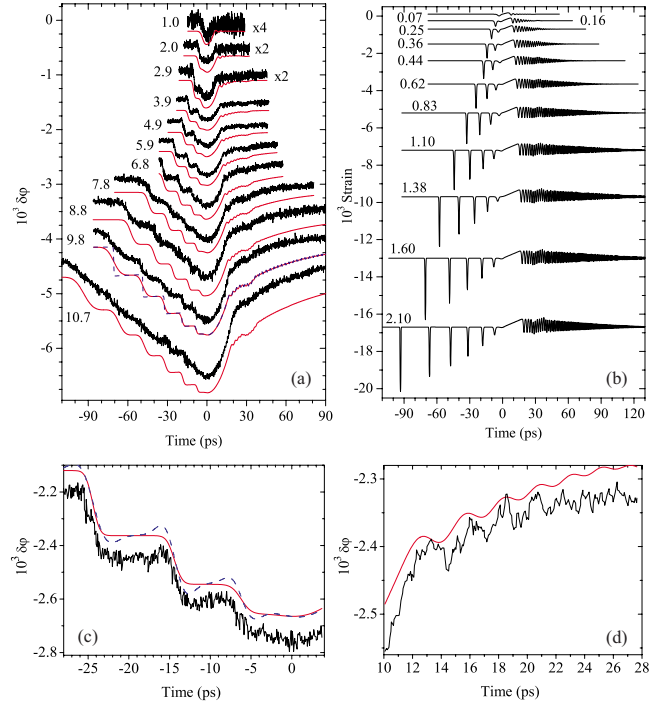 0
-1
-2
-3
-4
-5
-6
10³ δφ
1.0
x4
2.0
x2
2.9
x2
3.9
4.9
5.9
6.8
7.8
8.8
9.8
10.7
(a)
-90 -60 -30 0 30 60 90
Time (ps)
0
-2
-4
-6
-8
-10
-12
-14
-16
-18
-20
10³ Strain
0.07
0.16
0.25
0.36
0.44
0.62
0.83
1.10
1.38
1.60
2.10
(b)
-90 -60 -30 0 30 60 90 120
Time (ps)
-2.2
-2.4
-2.6
-2.8
10³ δφ
(c)
-25 -20 -15 -10 -5 0
Time (ps)
-2.3
-2.4
-2.5
10³ δφ
(d)
10 12 14 16 18 20 22 24 26 28
Time (ps)